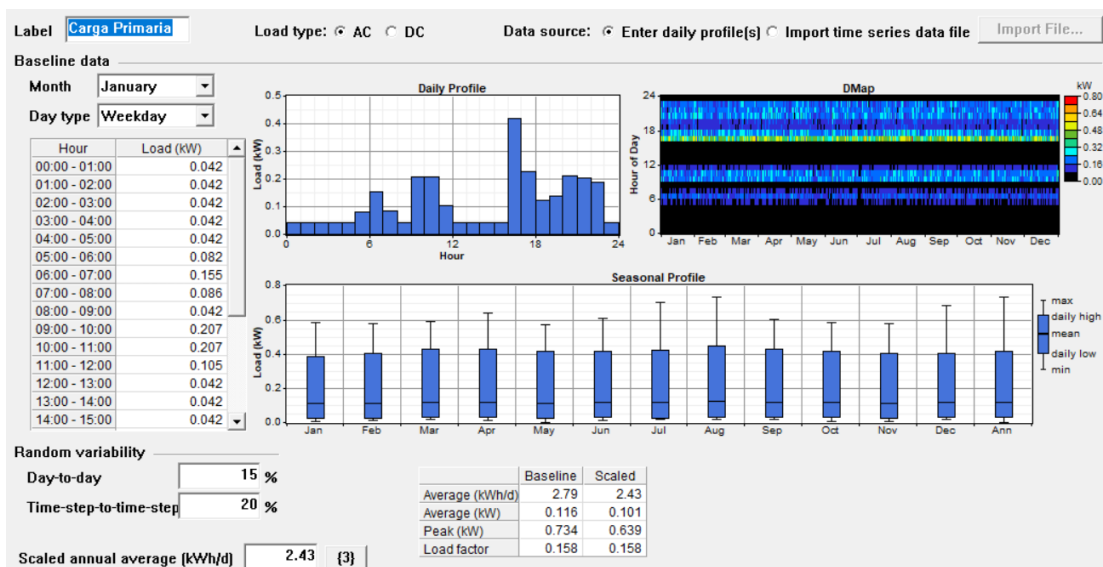 Label Carga Primaria Load type: AC DC Data source: Enter daily profile(s) Import time series data file Import File...
Baseline data
Month January
Day type Weekday
Hour Load (kW)
00:00 - 01:00 0.042
01:00 - 02:00 0.042
02:00 - 03:00 0.042
03:00 - 04:00 0.042
04:00 - 05:00 0.042
05:00 - 06:00 0.082
06:00 - 07:00 0.155
07:00 - 08:00 0.086
08:00 - 09:00 0.042
09:00 - 10:00 0.207
10:00 - 11:00 0.207
11:00 - 12:00 0.105
12:00 - 13:00 0.042
13:00 - 14:00 0.042
14:00 - 15:00 0.042
Daily Profile
Load (kW)
0.5
0.4
0.3
0.2
0.1
0.0
0 6 12 18 24
Hour
DMap
Hour of Day
24
18
12
6
0
Jan Feb Mar Apr May Jun Jul Aug Sep Oct Nov Dec
kW
0.80
0.64
0.48
0.32
0.16
0.00
Seasonal Profile
Load (kW)
0.8
0.6
0.4
0.2
0.0
Jan Feb Mar Apr May Jun Jul Aug Sep Oct Nov Dec Ann
max
daily high
mean
daily low
min
Random variability
Day-to-day 15 %
Time-step-to-time-step 20 %
Scaled annual average (kWh/d) 2.43 {3}
Baseline Scaled
Average (kWh/d) 2.79 2.43
Average (kW) 0.116 0.101
Peak (kW) 0.734 0.639
Load factor 0.158 0.158